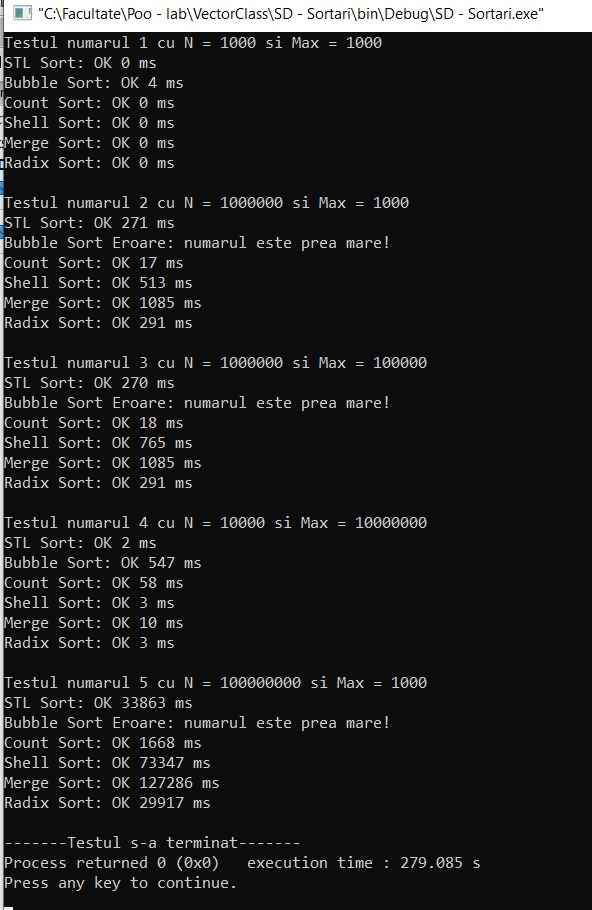 "C:\Facultate\Poo - lab\VectorClass\SD - Sortari\bin\Debug\SD - Sortari.exe"
Testul numarul 1 cu N = 1000 si Max = 1000
STL Sort: OK 0 ms
Bubble Sort: OK 4 ms
Count Sort: OK 0 ms
Shell Sort: OK 0 ms
Merge Sort: OK 0 ms
Radix Sort: OK 0 ms
Testul numarul 2 cu N = 1000000 si Max = 1000
STL Sort: OK 271 ms
Bubble Sort Eroare: numarul este prea mare!
Count Sort: OK 17 ms
Shell Sort: OK 513 ms
Merge Sort: OK 1085 ms
Radix Sort: OK 291 ms
Testul numarul 3 cu N = 1000000 si Max = 100000
STL Sort: OK 270 ms
Bubble Sort Eroare: numarul este prea mare!
Count Sort: OK 18 ms
Shell Sort: OK 765 ms
Merge Sort: OK 1085 ms
Radix Sort: OK 291 ms
Testul numarul 4 cu N = 10000 si Max = 10000000
STL Sort: OK 2 ms
Bubble Sort: OK 547 ms
Count Sort: OK 58 ms
Shell Sort: OK 3 ms
Merge Sort: OK 10 ms
Radix Sort: OK 3 ms
Testul numarul 5 cu N = 100000000 si Max = 1000
STL Sort: OK 33863 ms
Bubble Sort Eroare: numarul este prea mare!
Count Sort: OK 1668 ms
Shell Sort: OK 73347 ms
Merge Sort: OK 127286 ms
Radix Sort: OK 29917 ms
-------Testul s-a terminat-------
Process returned 0 (0x0)   execution time : 279.085 s
Press any key to continue.